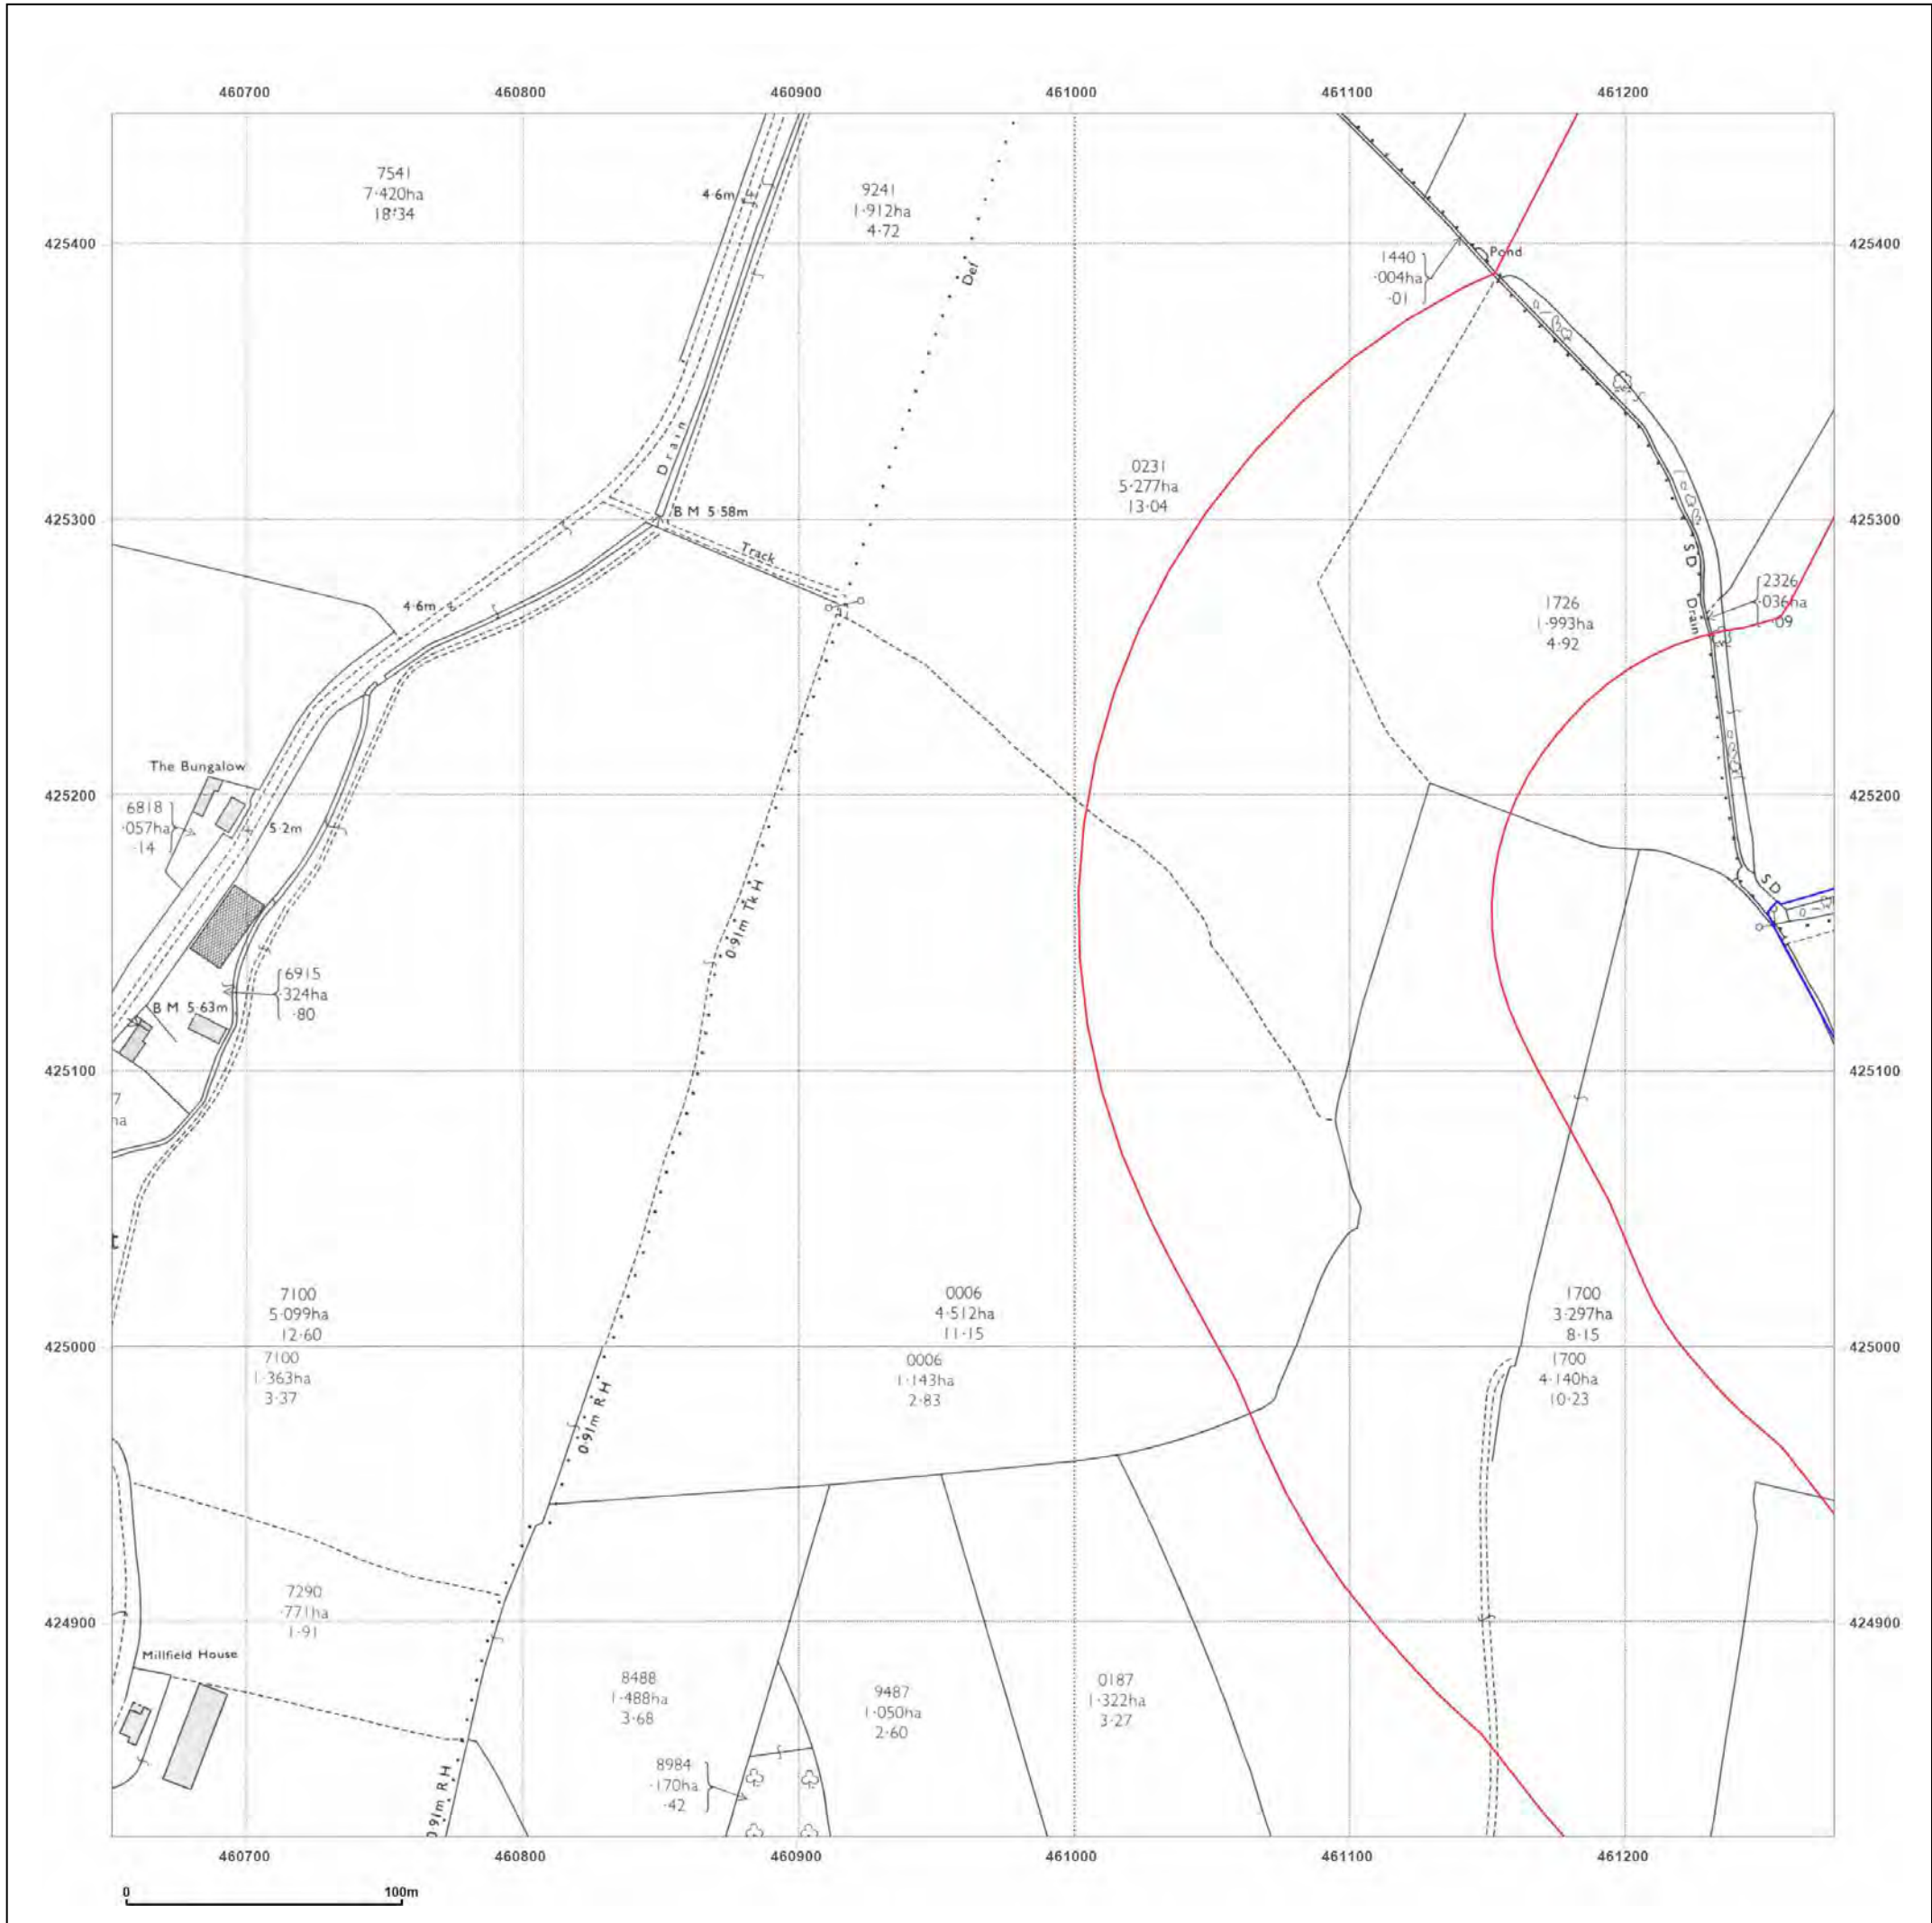 460700 460800 460900 461000 461100 461200
7541
7·420ha
18·34
4·6m
9241
1·912ha
4·72
425400
425400
Def
Pond
1440
·004ha
·01
Drain
0231
5·277ha
13·04
425300
425300
B M 5·58m
Track
S D
Drain
4·6m
2326
·036ha
·09
1726
1·993ha
4·92
The Bungalow
425200
425200
6818
·057ha
·14
5·2m
S D
0·91m Tk H
6915
·324ha
·80
B M 5·63m
425100
425100
7
ha
t
7100
5·099ha
12·60
0006
4·512ha
11·15
1700
3·297ha
8·15
425000
425000
7100
1·363ha
3·37
0006
1·143ha
2·83
1700
4·140ha
10·23
0·91m R H
7290
·771ha
1·91
424900
424900
Millfield House
8488
1·488ha
3·68
9487
1·050ha
2·60
0187
1·322ha
3·27
8984
·170ha
·42
0·91m R H
460700 460800 460900 461000 461100 461200
0 100m